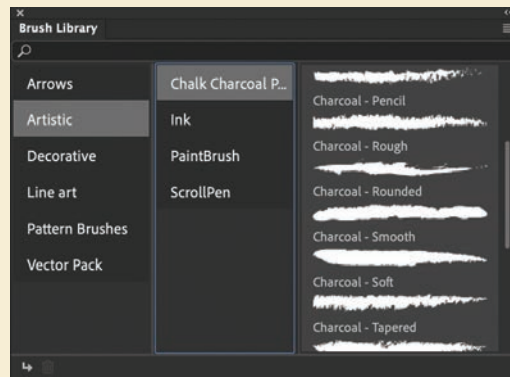 Brush Library
Arrows
Artistic
Decorative
Line art
Pattern Brushes
Vector Pack
Chalk Charcoal P...
Ink
PaintBrush
ScrollPen
Charcoal - Pencil
Charcoal - Rough
Charcoal - Rounded
Charcoal - Smooth
Charcoal - Soft
Charcoal - Tapered